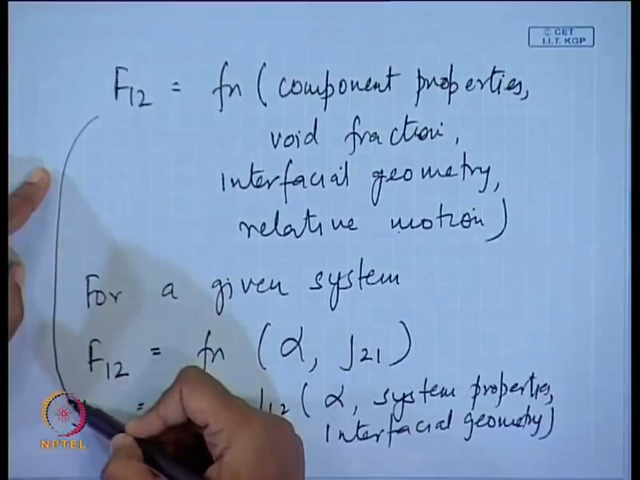 © CET
I.I.T. KGP
F12 = fn ( component properties,
void fraction,
interfacial geometry,
relative motion )
For a given system
F12 = fn ( α, J21 )
= J12 ( α, system properties,
interfacial geometry )
NPTEL